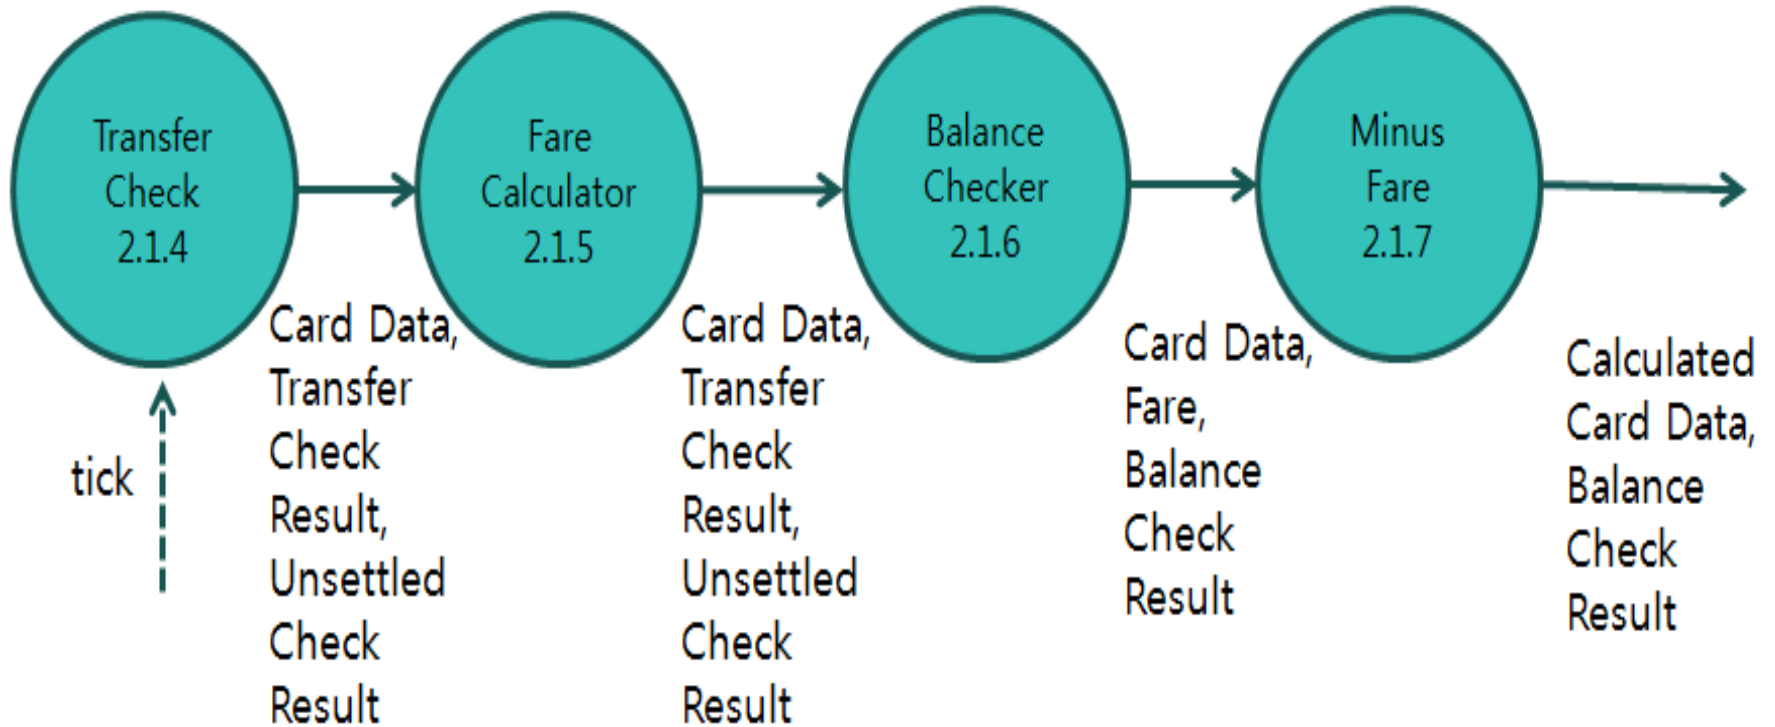 Transfer
Check
2.1.4
Fare
Calculator
2.1.5
Balance
Checker
2.1.6
Minus
Fare
2.1.7
tick
Card Data,
Transfer
Check
Result,
Unsettled
Check
Result
Card Data,
Transfer
Check
Result,
Unsettled
Check
Result
Card Data,
Fare,
Balance
Check
Result
Calculated
Card Data,
Balance
Check
Result